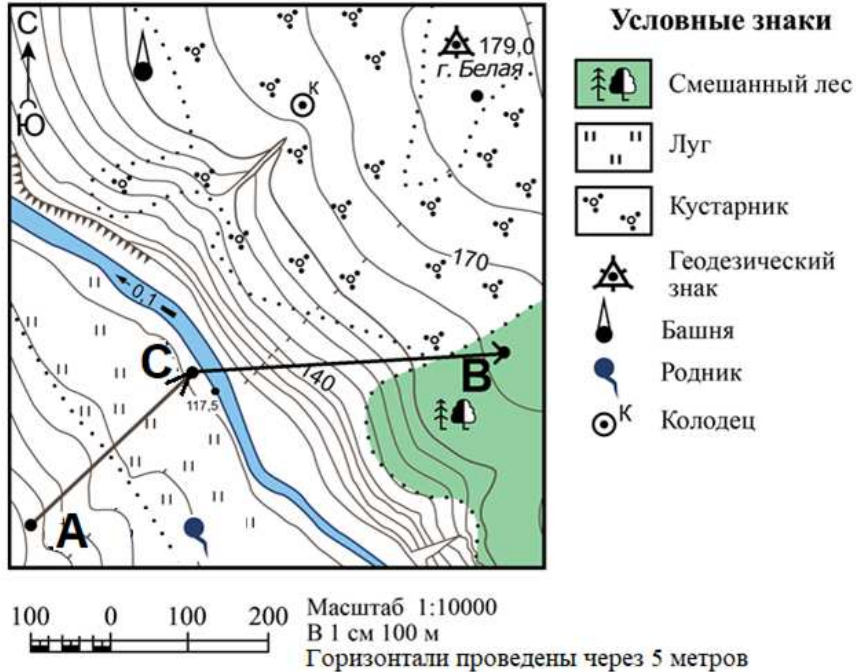 С
Ю
179,0
г. Белая
К
170
0,1
С
В
140
117,5
А
Условные знаки
Смешанный лес
Луг
Кустарник
Геодезический
знак
Башня
Родник
К
Колодец
100 0 100 200
Масштаб 1:10000
В 1 см 100 м
Горизонтали проведены через 5 метров